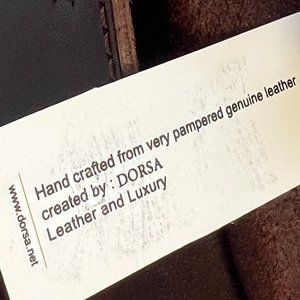 Hand crafted from very pampered genuine leather
created by : DORSA
Leather and Luxury
www.dorsa.net